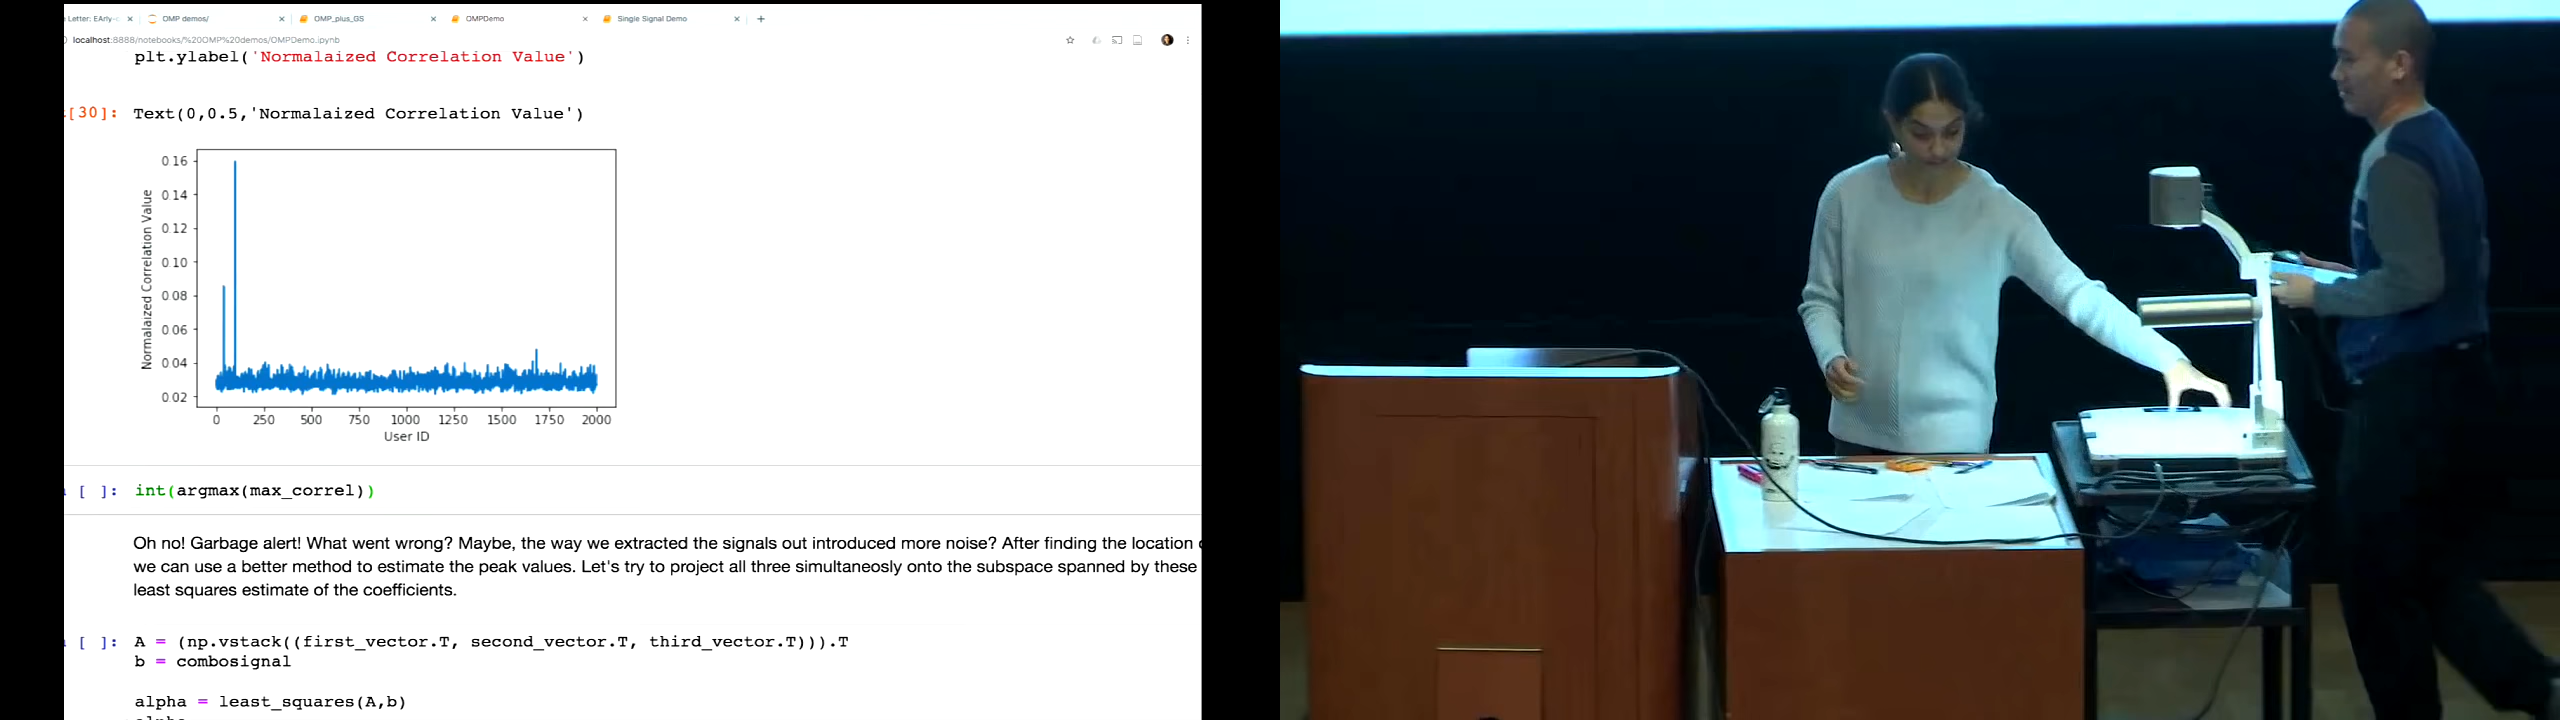 Letter: EArly-
OMP demos/
OMP_plus_GS
OMPDemo
Single Signal Demo
localhost:8888/notebooks/%20OMP%20demos/OMPDemo.ipynb
plt.ylabel('Normalaized Correlation Value')
[30]: Text(0,0.5,'Normalaized Correlation Value')
0.16
0.14
0.12
0.10
0.08
0.06
0.04
0.02
Normalaized Correlation Value
0 250 500 750 1000 1250 1500 1750 2000
User ID
[ ]: int(argmax(max_correl))
Oh no! Garbage alert! What went wrong? Maybe, the way we extracted the signals out introduced more noise? After finding the location
we can use a better method to estimate the peak values. Let's try to project all three simultaneosly onto the subspace spanned by these
least squares estimate of the coefficients.
[ ]: A = (np.vstack((first_vector.T, second_vector.T, third_vector.T))).T
b = combosignal
alpha = least_squares(A,b)